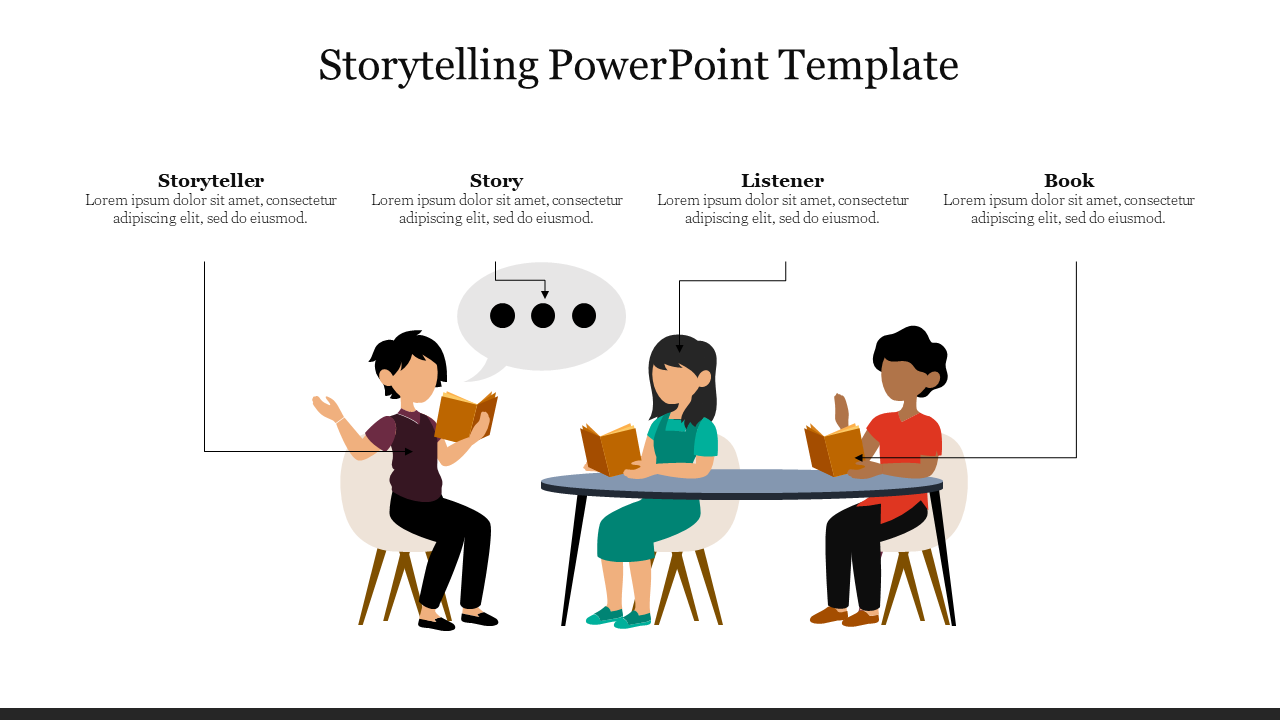 Storytelling PowerPoint Template
Storyteller
Lorem ipsum dolor sit amet, consectetur
adipiscing elit, sed do eiusmod.
Story
Lorem ipsum dolor sit amet, consectetur
adipiscing elit, sed do eiusmod.
Listener
Lorem ipsum dolor sit amet, consectetur
adipiscing elit, sed do eiusmod.
Book
Lorem ipsum dolor sit amet, consectetur
adipiscing elit, sed do eiusmod.